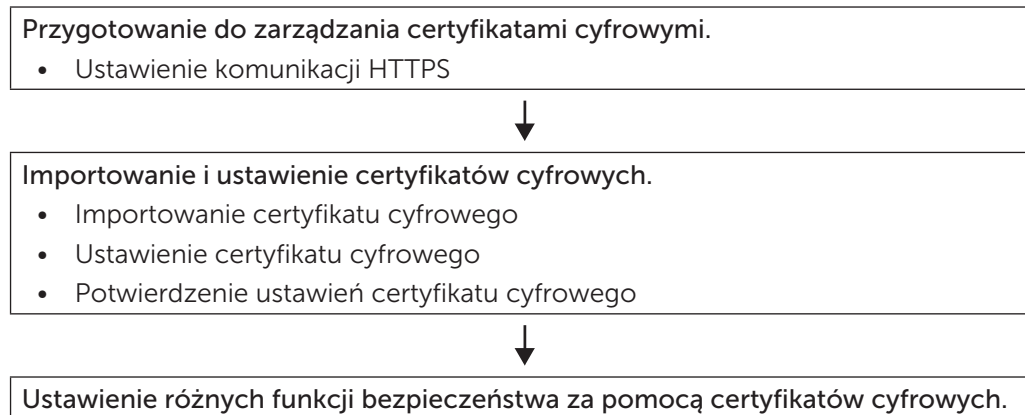 Przygotowanie do zarządzania certyfikatami cyfrowymi.
• Ustawienie komunikacji HTTPS
Importowanie i ustawienie certyfikatów cyfrowych.
• Importowanie certyfikatu cyfrowego
• Ustawienie certyfikatu cyfrowego
• Potwierdzenie ustawień certyfikatu cyfrowego
Ustawienie różnych funkcji bezpieczeństwa za pomocą certyfikatów cyfrowych.